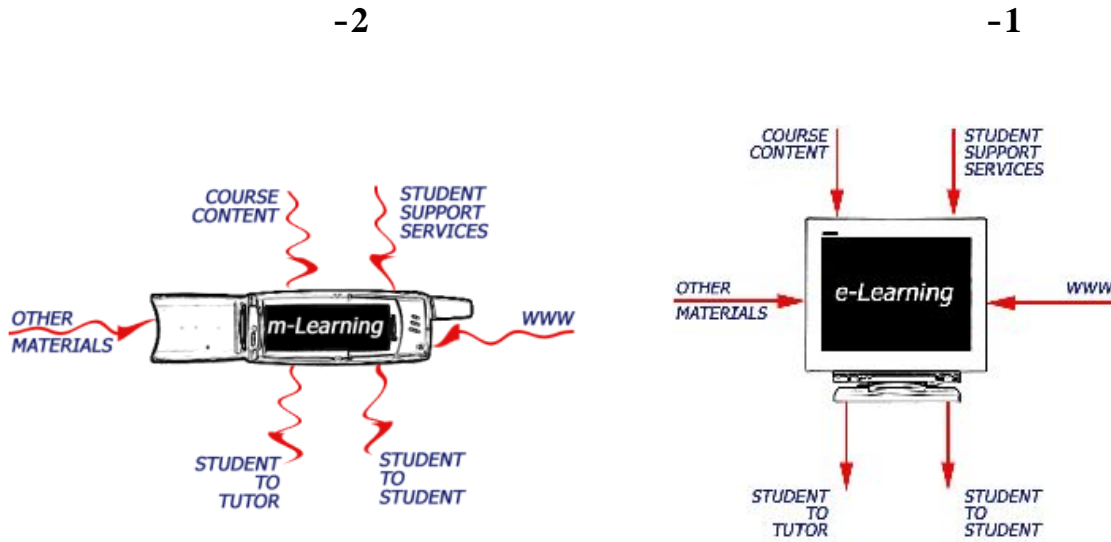 -2
-1
COURSE
CONTENT
STUDENT
SUPPORT
SERVICES
OTHER
MATERIALS
m-Learning
WWW
STUDENT
TO
TUTOR
STUDENT
TO
STUDENT
COURSE
CONTENT
STUDENT
SUPPORT
SERVICES
OTHER
MATERIALS
e-Learning
WWW
STUDENT
TO
TUTOR
STUDENT
TO
STUDENT